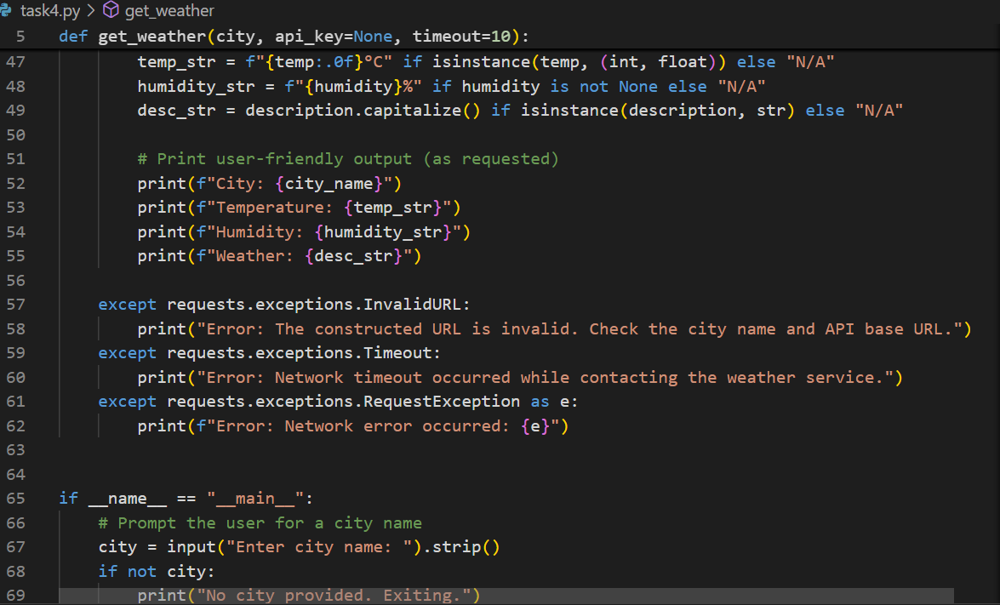 task4.py > get_weather
5 def get_weather(city, api_key=None, timeout=10):
47         temp_str = f"{temp:.0f}°C" if isinstance(temp, (int, float)) else "N/A"
48         humidity_str = f"{humidity}%" if humidity is not None else "N/A"
49         desc_str = description.capitalize() if isinstance(description, str) else "N/A"
50
51         # Print user-friendly output (as requested)
52         print(f"City: {city_name}")
53         print(f"Temperature: {temp_str}")
54         print(f"Humidity: {humidity_str}")
55         print(f"Weather: {desc_str}")
56
57     except requests.exceptions.InvalidURL:
58         print("Error: The constructed URL is invalid. Check the city name and API base URL.")
59     except requests.exceptions.Timeout:
60         print("Error: Network timeout occurred while contacting the weather service.")
61     except requests.exceptions.RequestException as e:
62         print(f"Error: Network error occurred: {e}")
63
64
65 if __name__ == "__main__":
66     # Prompt the user for a city name
67     city = input("Enter city name: ").strip()
68     if not city:
69         print("No city provided. Exiting.")